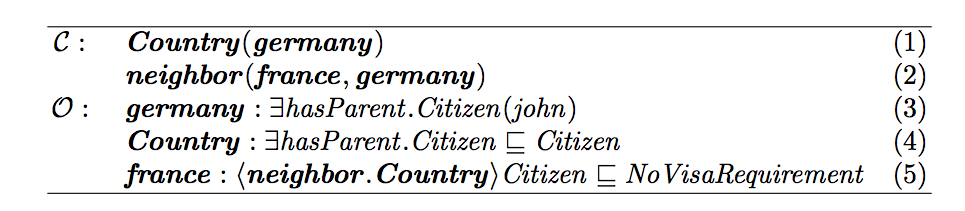 𝒞 : Country(germany) (1)
neighbor(france, germany) (2)
𝒪 : germany : ∃hasParent.Citizen(john) (3)
Country : ∃hasParent.Citizen ⊑ Citizen (4)
france : ⟨neighbor.Country⟩Citizen ⊑ NoVisaRequirement (5)